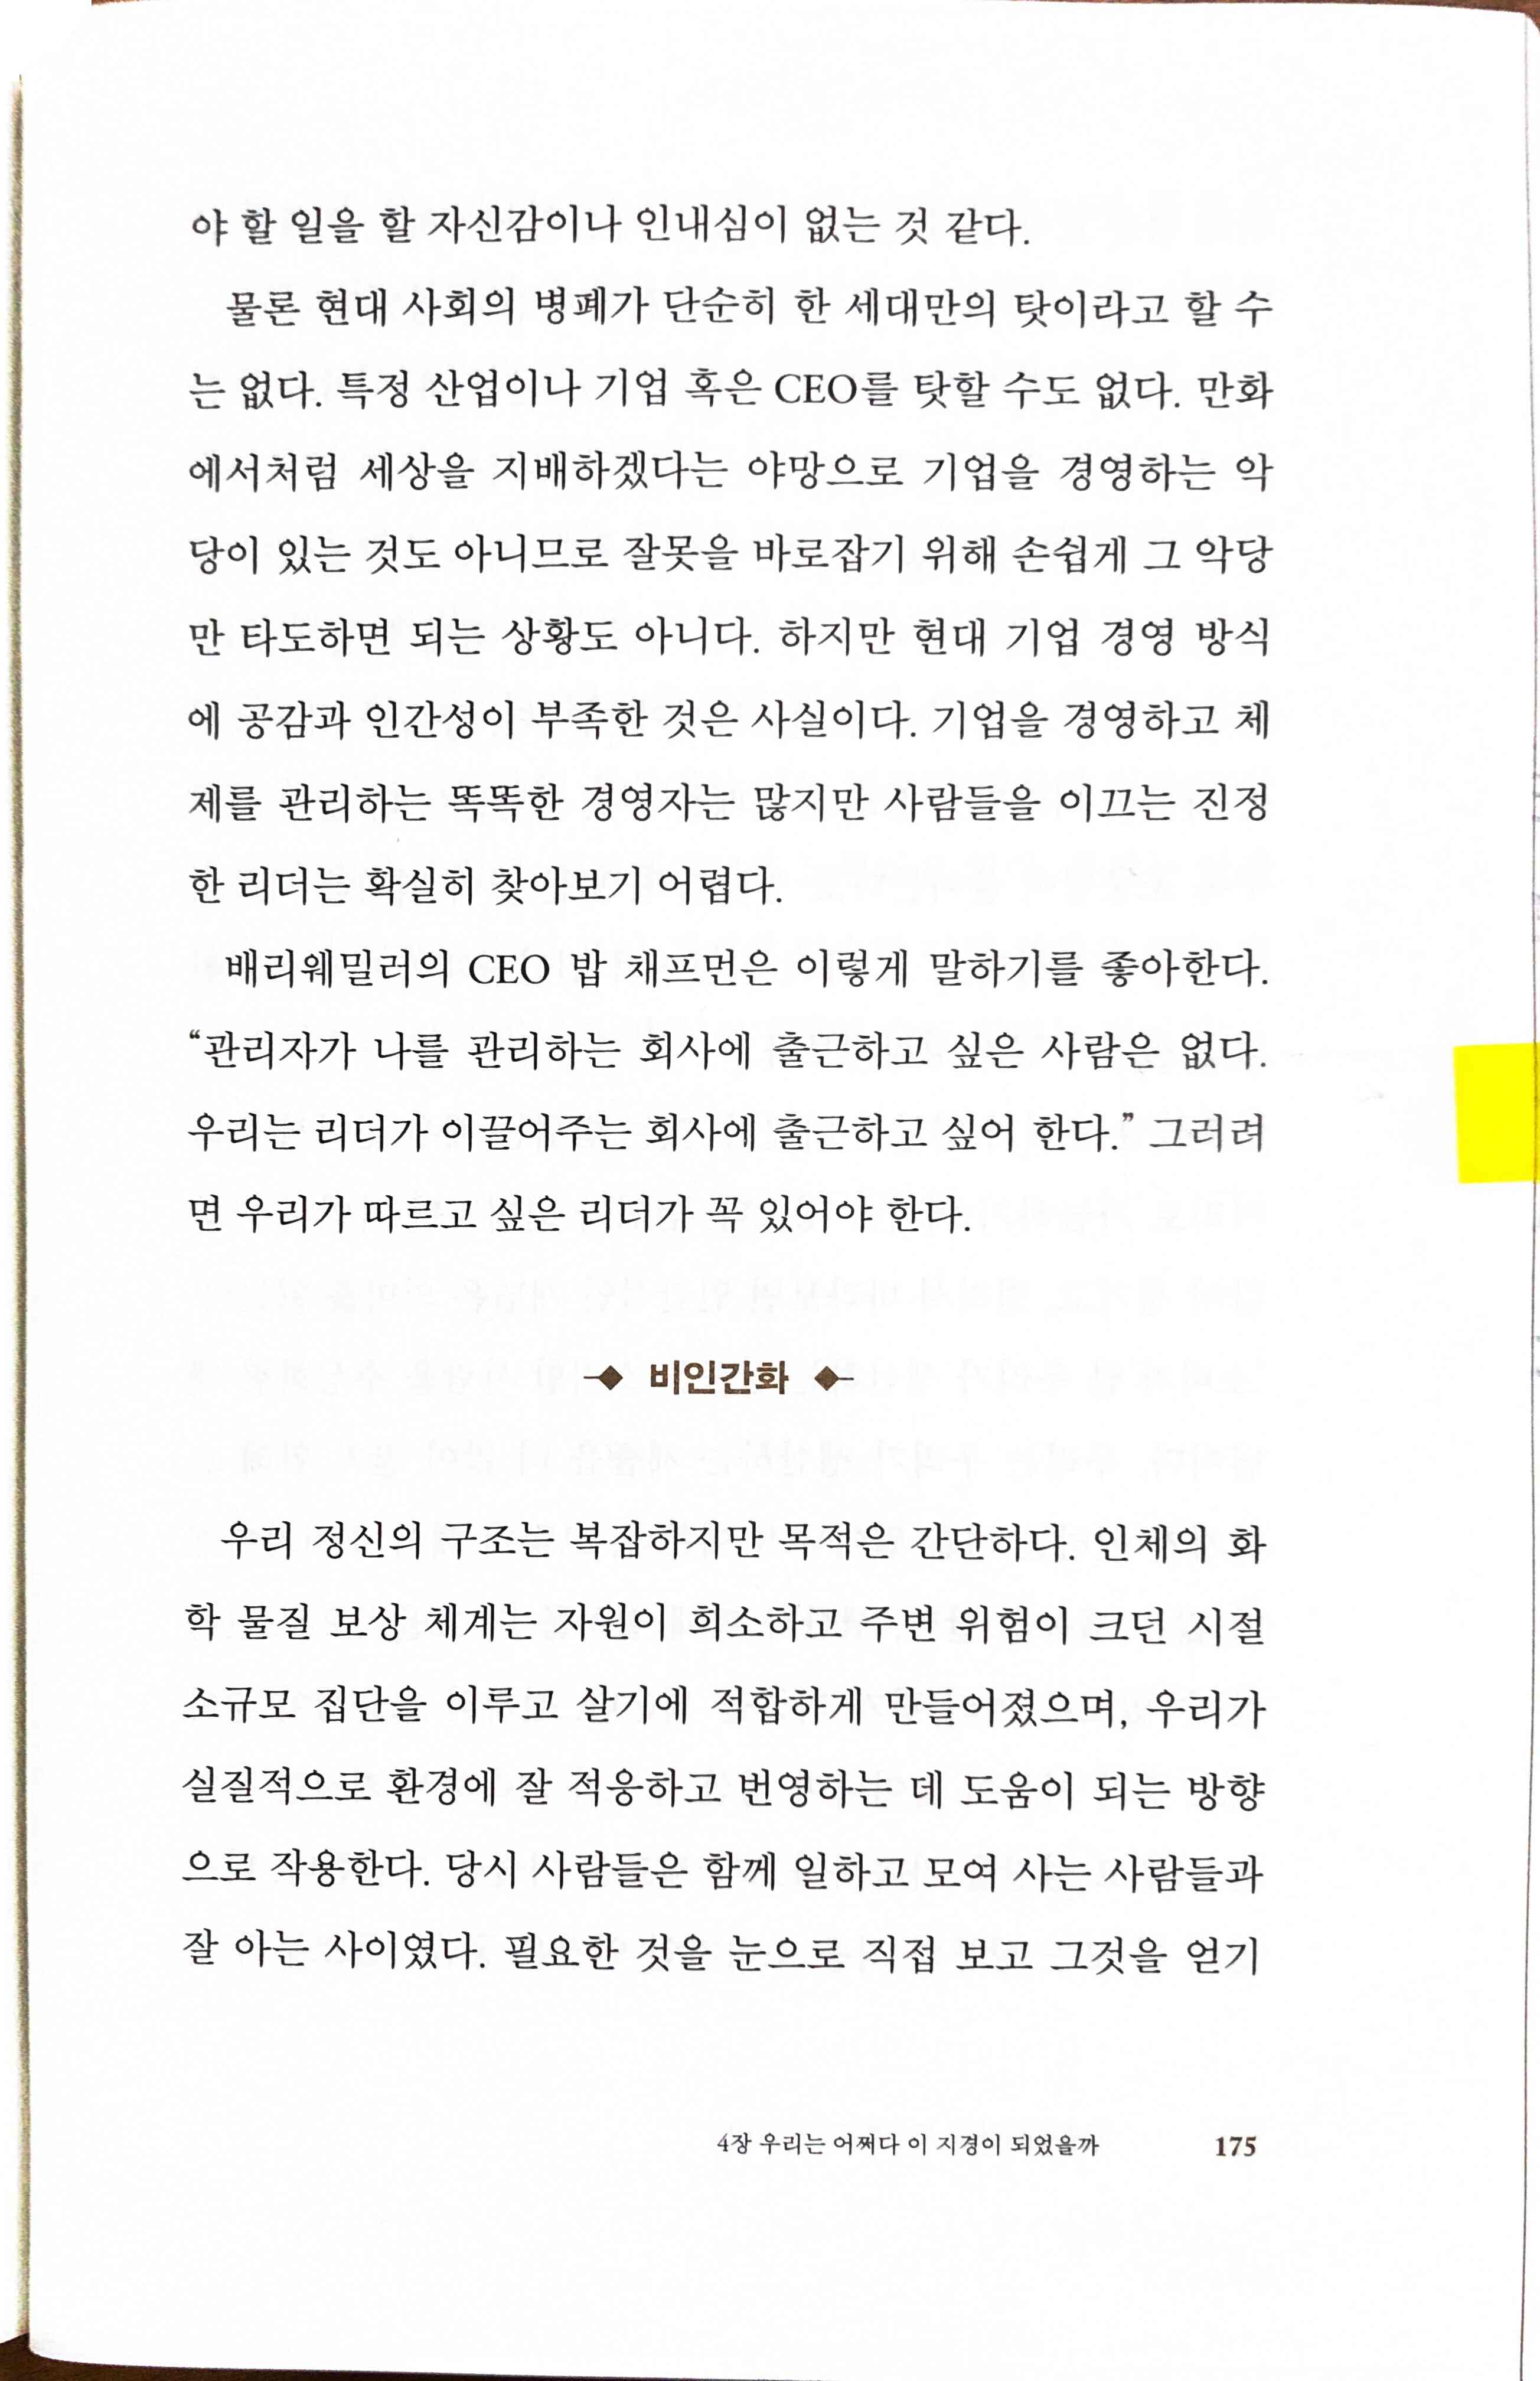 야 할 일을 할 자신감이나 인내심이 없는 것 같다.
물론 현대 사회의 병폐가 단순히 한 세대만의 탓이라고 할 수
는 없다. 특정 산업이나 기업 혹은 CEO를 탓할 수도 없다. 만화
에서처럼 세상을 지배하겠다는 야망으로 기업을 경영하는 악
당이 있는 것도 아니므로 잘못을 바로잡기 위해 손쉽게 그 악당
만 타도하면 되는 상황도 아니다. 하지만 현대 기업 경영 방식
에 공감과 인간성이 부족한 것은 사실이다. 기업을 경영하고 체
제를 관리하는 똑똑한 경영자는 많지만 사람들을 이끄는 진정
한 리더는 확실히 찾아보기 어렵다.
배리웨밀러의 CEO 밥 채프먼은 이렇게 말하기를 좋아한다.
“관리자가 나를 관리하는 회사에 출근하고 싶은 사람은 없다.
우리는 리더가 이끌어주는 회사에 출근하고 싶어 한다.” 그러려
면 우리가 따르고 싶은 리더가 꼭 있어야 한다.
비인간화
우리 정신의 구조는 복잡하지만 목적은 간단하다. 인체의 화
학 물질 보상 체계는 자원이 희소하고 주변 위험이 크던 시절
소규모 집단을 이루고 살기에 적합하게 만들어졌으며, 우리가
실질적으로 환경에 잘 적응하고 번영하는 데 도움이 되는 방향
으로 작용한다. 당시 사람들은 함께 일하고 모여 사는 사람들과
잘 아는 사이였다. 필요한 것을 눈으로 직접 보고 그것을 얻기
4장 우리는 어쩌다 이 지경이 되었을까 175